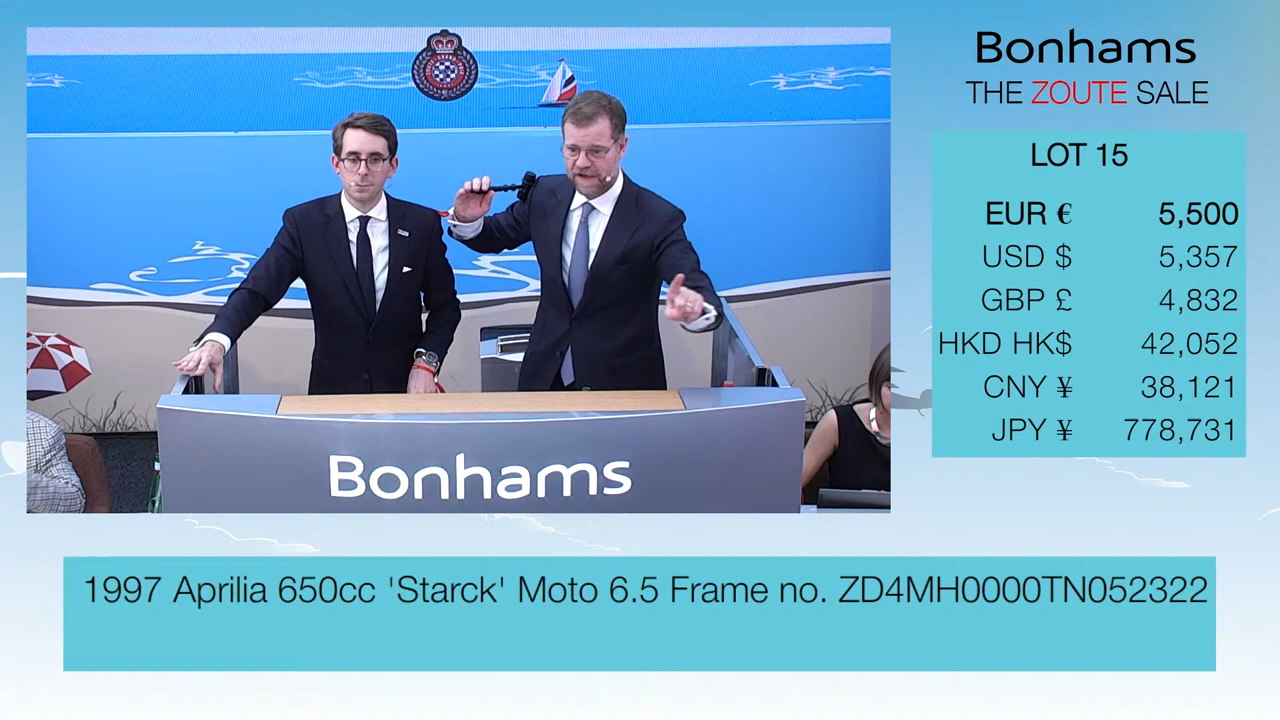 Bonhams
THE ZOUTE SALE
LOT 15
EUR € 5,500
USD $ 5,357
GBP £ 4,832
HKD HK$ 42,052
CNY ¥ 38,121
JPY ¥ 778,731
Bonhams
1997 Aprilia 650cc 'Starck' Moto 6.5 Frame no. ZD4MH0000TN052322